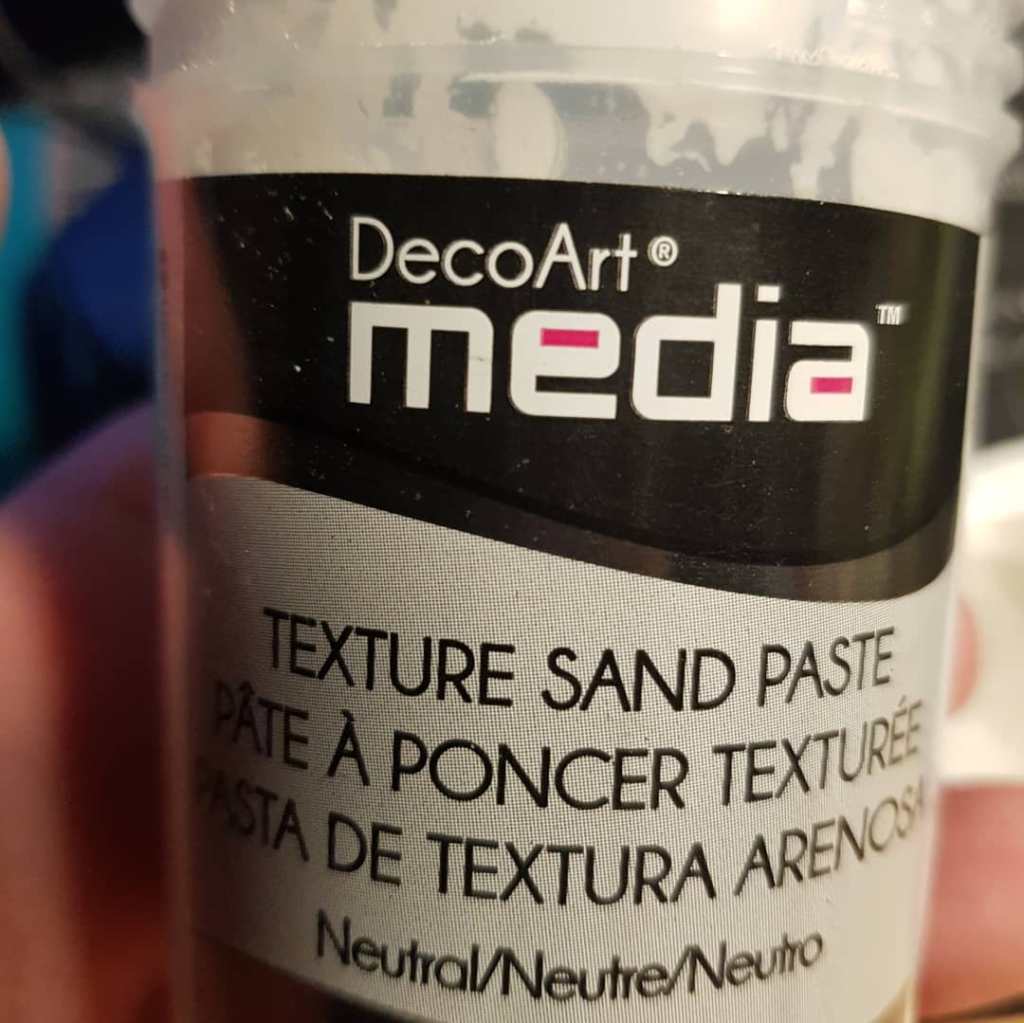 DecoArt®
media™
TEXTURE SAND PASTE
PÂTE À PONCER TEXTURÉE
PASTA DE TEXTURA ARENOSA
Neutral/Neutre/Neutro